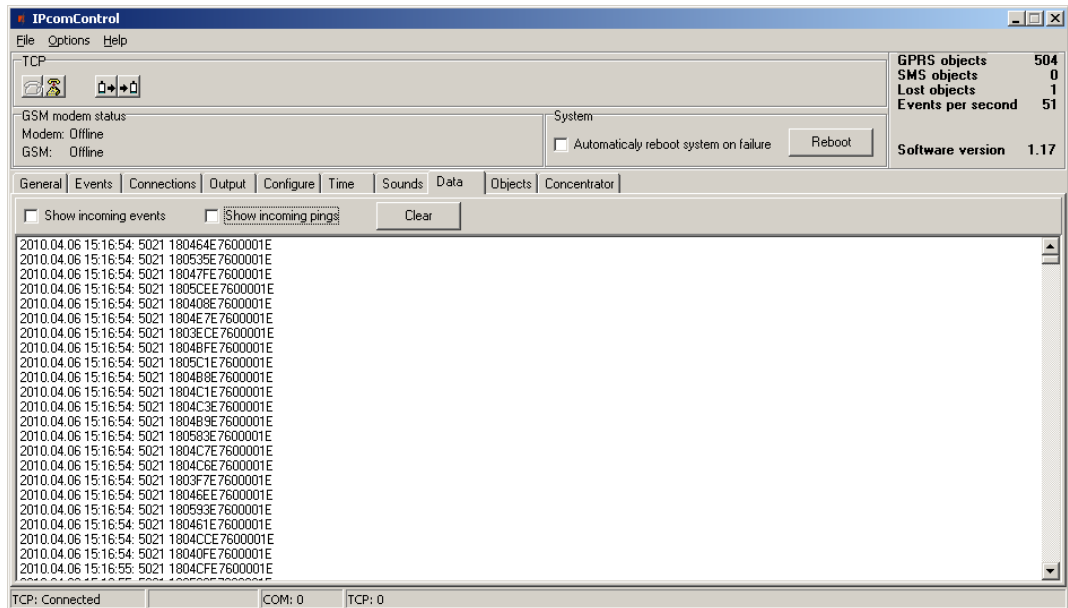 IPcomControl
File Options Help
TCP
GPRS objects 504
SMS objects 0
Lost objects 1
Events per second 51
GSM modem status
Modem: Offline
GSM: Offline
System
Automaticaly reboot system on failure
Reboot
Software version 1.17
General Events Connections Output Configure Time Sounds Data Objects Concentrator
Show incoming events Show incoming pings Clear
2010.04.06 15:16:54: 5021 180464E7600001E
2010.04.06 15:16:54: 5021 180535E7600001E
2010.04.06 15:16:54: 5021 18047FE7600001E
2010.04.06 15:16:54: 5021 1805CEE7600001E
2010.04.06 15:16:54: 5021 180408E7600001E
2010.04.06 15:16:54: 5021 1804E7E7600001E
2010.04.06 15:16:54: 5021 1803ECE7600001E
2010.04.06 15:16:54: 5021 1804BFE7600001E
2010.04.06 15:16:54: 5021 1805C1E7600001E
2010.04.06 15:16:54: 5021 1804B8E7600001E
2010.04.06 15:16:54: 5021 1804C1E7600001E
2010.04.06 15:16:54: 5021 1804C3E7600001E
2010.04.06 15:16:54: 5021 1804B9E7600001E
2010.04.06 15:16:54: 5021 180583E7600001E
2010.04.06 15:16:54: 5021 1804C7E7600001E
2010.04.06 15:16:54: 5021 1804C6E7600001E
2010.04.06 15:16:54: 5021 1803F7E7600001E
2010.04.06 15:16:54: 5021 18046EE7600001E
2010.04.06 15:16:54: 5021 180593E7600001E
2010.04.06 15:16:54: 5021 180461E7600001E
2010.04.06 15:16:54: 5021 1804CCE7600001E
2010.04.06 15:16:54: 5021 18040FE7600001E
2010.04.06 15:16:55: 5021 1804CFE7600001E
TCP: Connected COM: 0 TCP: 0